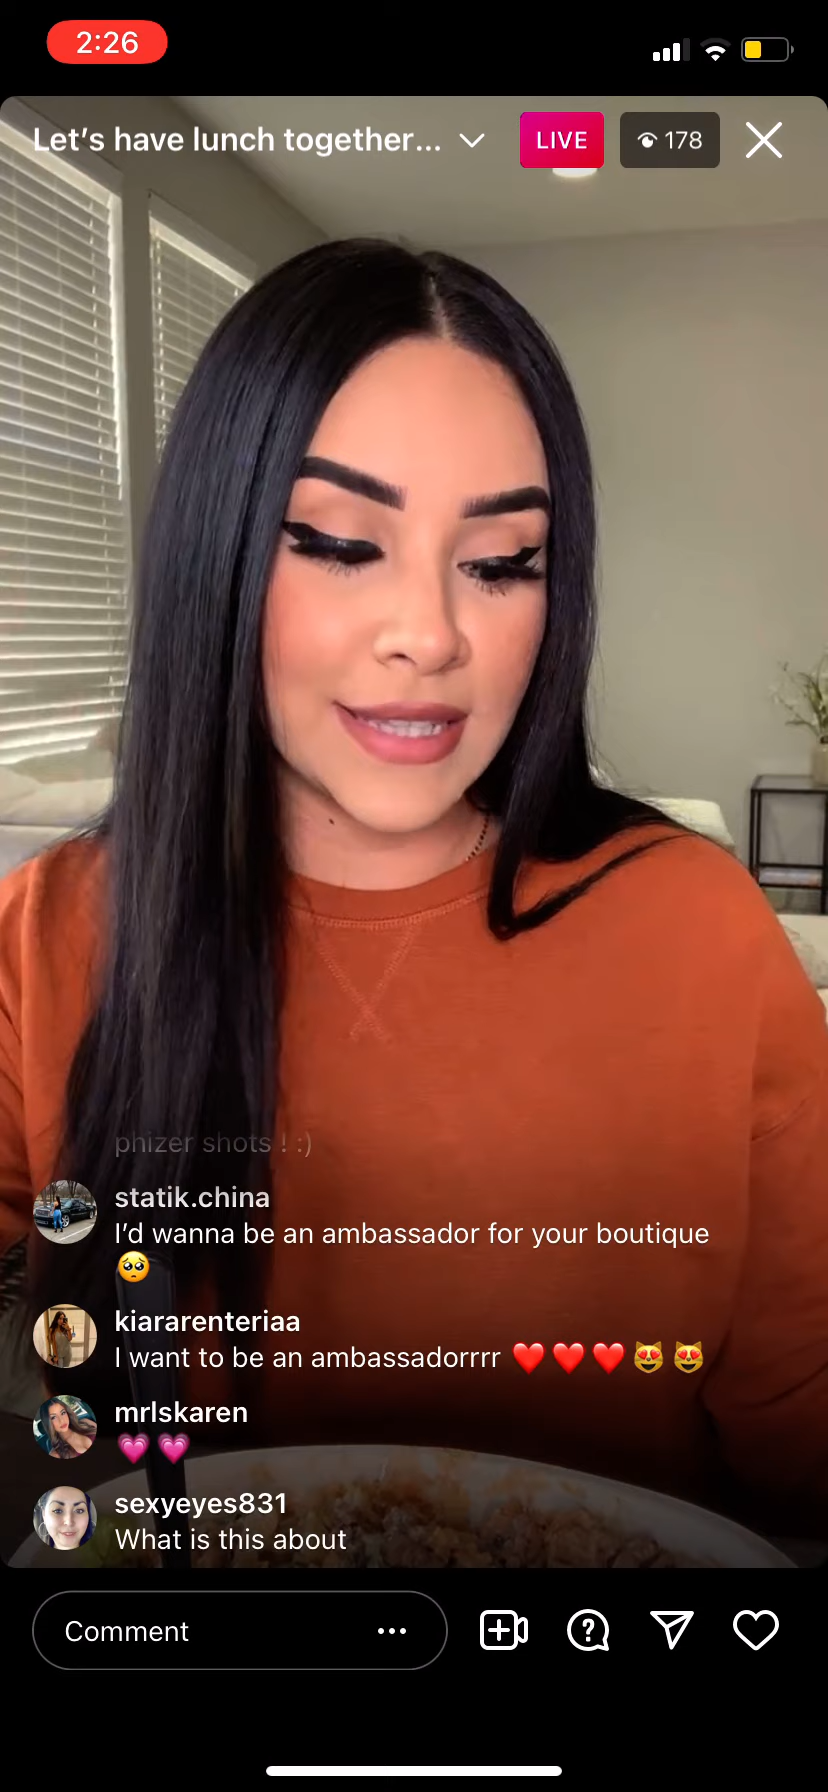 2:26
Let’s have lunch together...
LIVE
178
phizer shots ! :)
statik.china
I’d wanna be an ambassador for your boutique
🥺
kiararenteriaa
I want to be an ambassadorrrr ❤️❤️❤️😻😻
mrlskaren
💗💗
sexyeyes831
What is this about
Comment